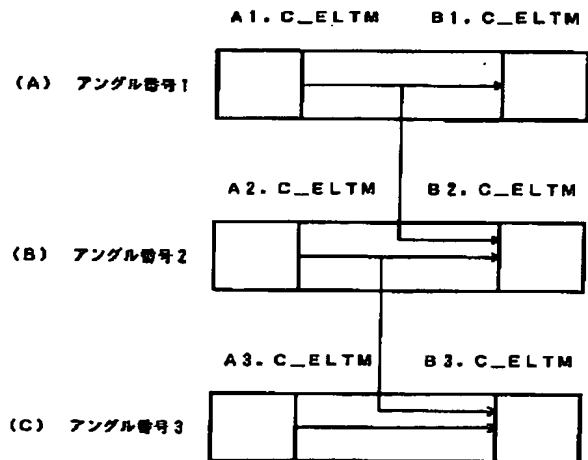 A1. C_ELTM B1. C_ELTM
(A) アングル番号1
A2. C_ELTM B2. C_ELTM
(B) アングル番号2
A3. C_ELTM B3. C_ELTM
(C) アングル番号3